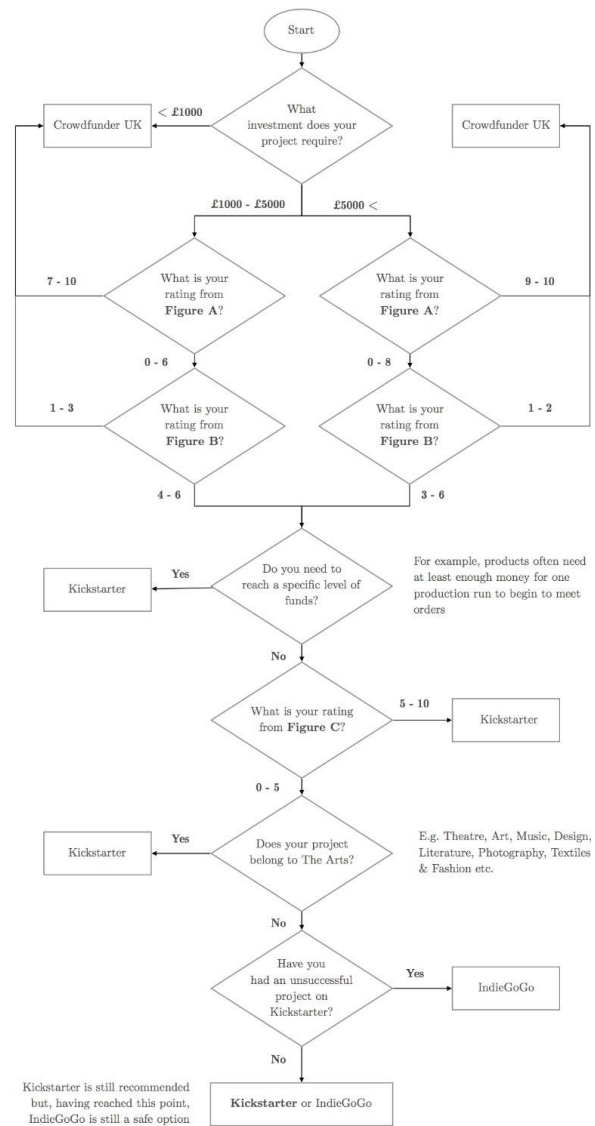 Start
What
investment does your
project require?
< £1000
Crowdfunder UK
Crowdfunder UK
£1000 - £5000
£5000 <
What is your
rating from
Figure A?
7 - 10
What is your
rating from
Figure A?
9 - 10
0 - 6
0 - 8
What is your
rating from
Figure B?
1 - 3
What is your
rating from
Figure B?
1 - 2
4 - 6
3 - 6
Do you need to
reach a specific level of
funds?
Yes
Kickstarter
For example, products often need
at least enough money for one
production run to begin to meet
orders
No
What is your rating
from Figure C?
5 - 10
Kickstarter
0 - 5
Does your project
belong to The Arts?
Yes
Kickstarter
E.g. Theatre, Art, Music, Design,
Literature, Photography, Textiles
& Fashion etc.
No
Have you
had an unsuccessful
project on
Kickstarter?
Yes
IndieGoGo
No
Kickstarter is still recommended
but, having reached this point,
IndieGoGo is still a safe option
Kickstarter or IndieGoGo